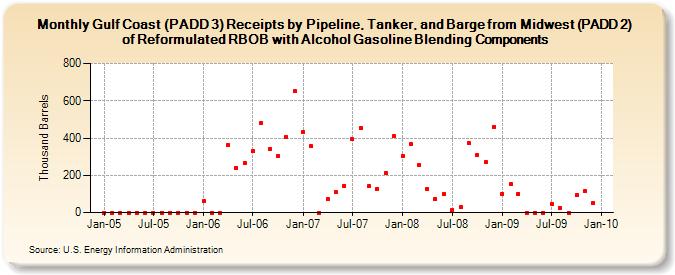 Monthly Gulf Coast (PADD 3) Receipts by Pipeline, Tanker, and Barge from Midwest (PADD 2)
of Reformulated RBOB with Alcohol Gasoline Blending Components
Thousand Barrels
800
600
400
200
0
Jan-05 Jul-05 Jan-06 Jul-06 Jan-07 Jul-07 Jan-08 Jul-08 Jan-09 Jul-09 Jan-10
Source: U.S. Energy Information Administration